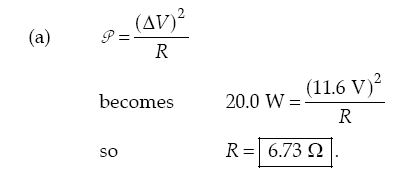 (a) 𝒫 = (ΔV)² / R
becomes 20.0 W = (11.6 V)² / R
so R = 6.73 Ω .